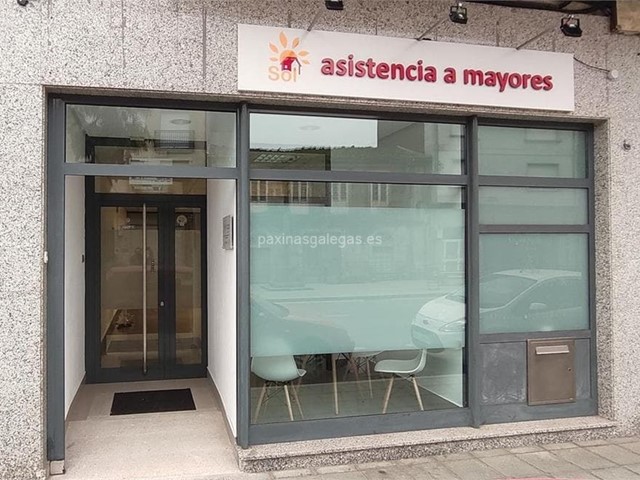 Sol
asistencia a mayores
paxinasgalegas.es